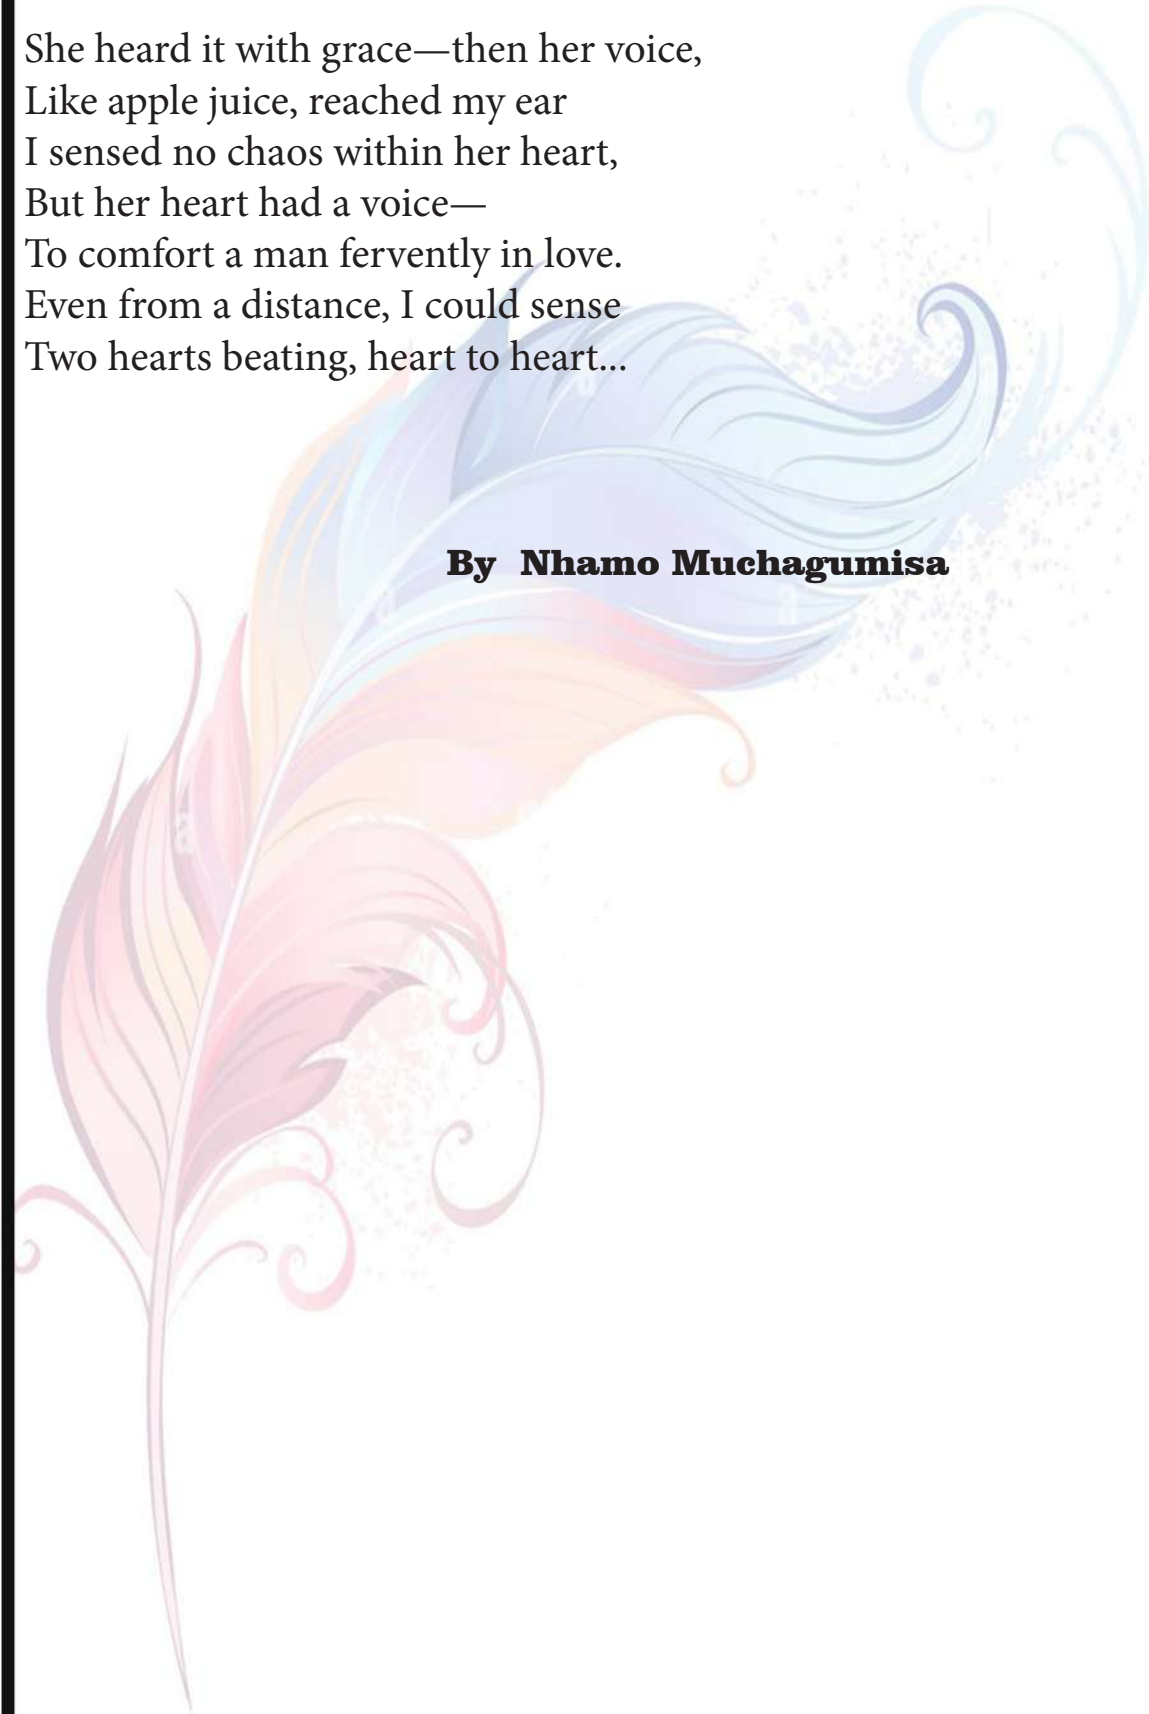 She heard it with grace—then her voice,
Like apple juice, reached my ear
I sensed no chaos within her heart,
But her heart had a voice—
To comfort a man fervently in love.
Even from a distance, I could sense
Two hearts beating, heart to heart...
By Nhamo Muchagumisa